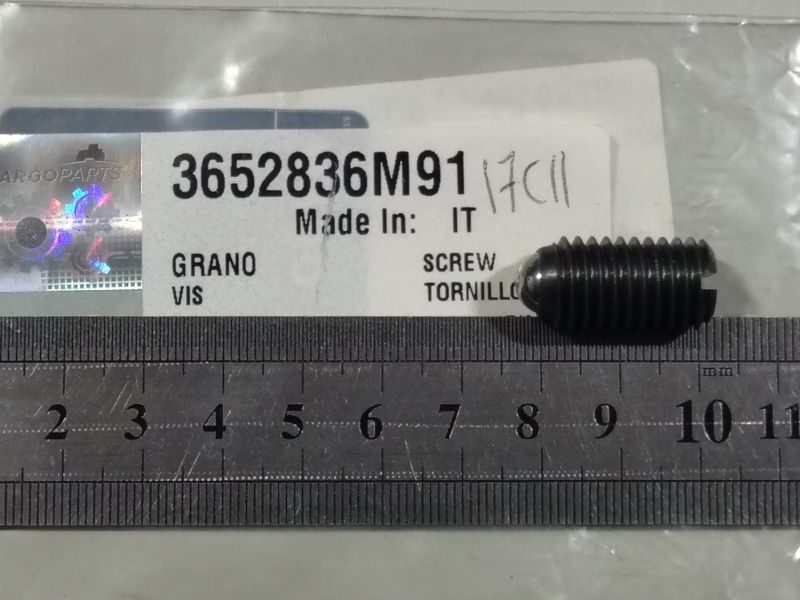 ARGOPARTS
3652836M91 17C11
Made In: IT
GRANO SCREW
VIS TORNILLO
mm
2 3 4 5 6 7 8 9 10 11